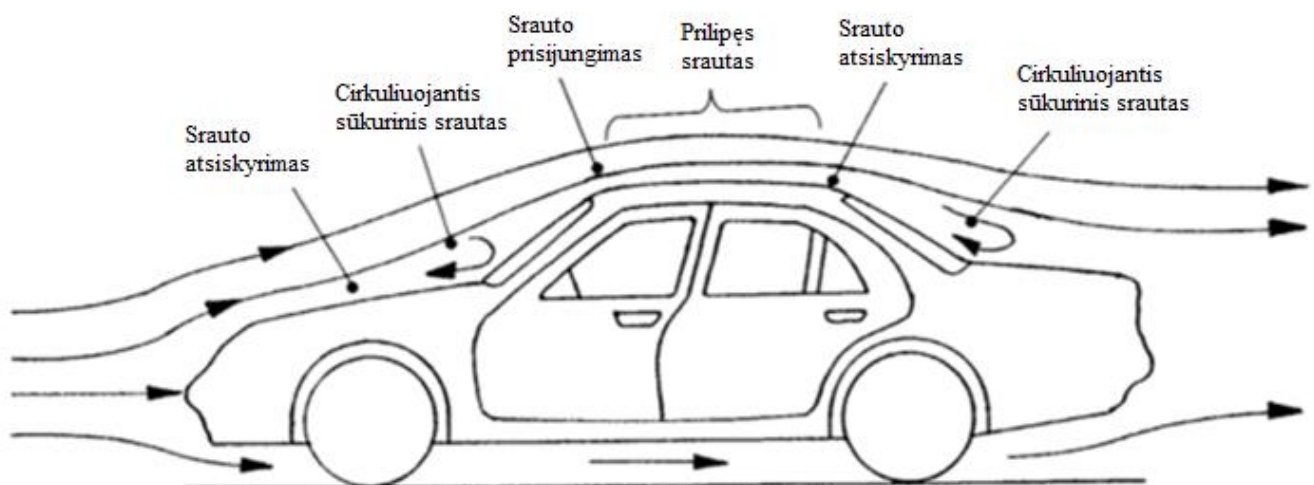 Srauto
atsiskyrimas
Cirkuliuojantis
sūkurinis srautas
Srauto
prisijungimas
Prilipęs
srautas
Srauto
atsiskyrimas
Cirkuliuojantis
sūkurinis srautas